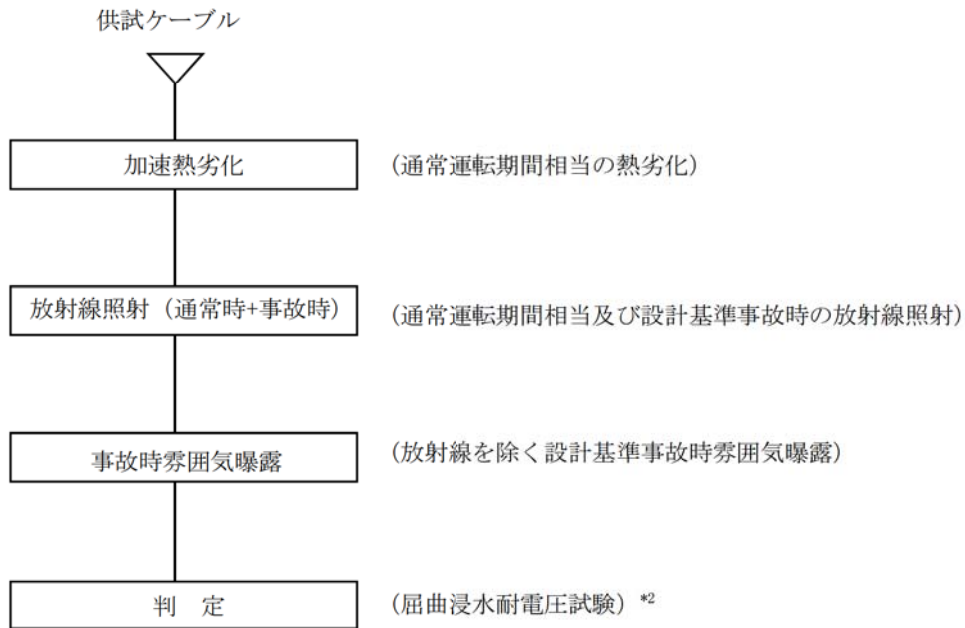 供試ケーブル
加速熱劣化
(通常運転期間相当の熱劣化)
放射線照射（通常時+事故時）
(通常運転期間相当及び設計基準事故時の放射線照射)
事故時雰囲気曝露
(放射線を除く設計基準事故時雰囲気曝露)
判　定
(屈曲浸水耐電圧試験) *2